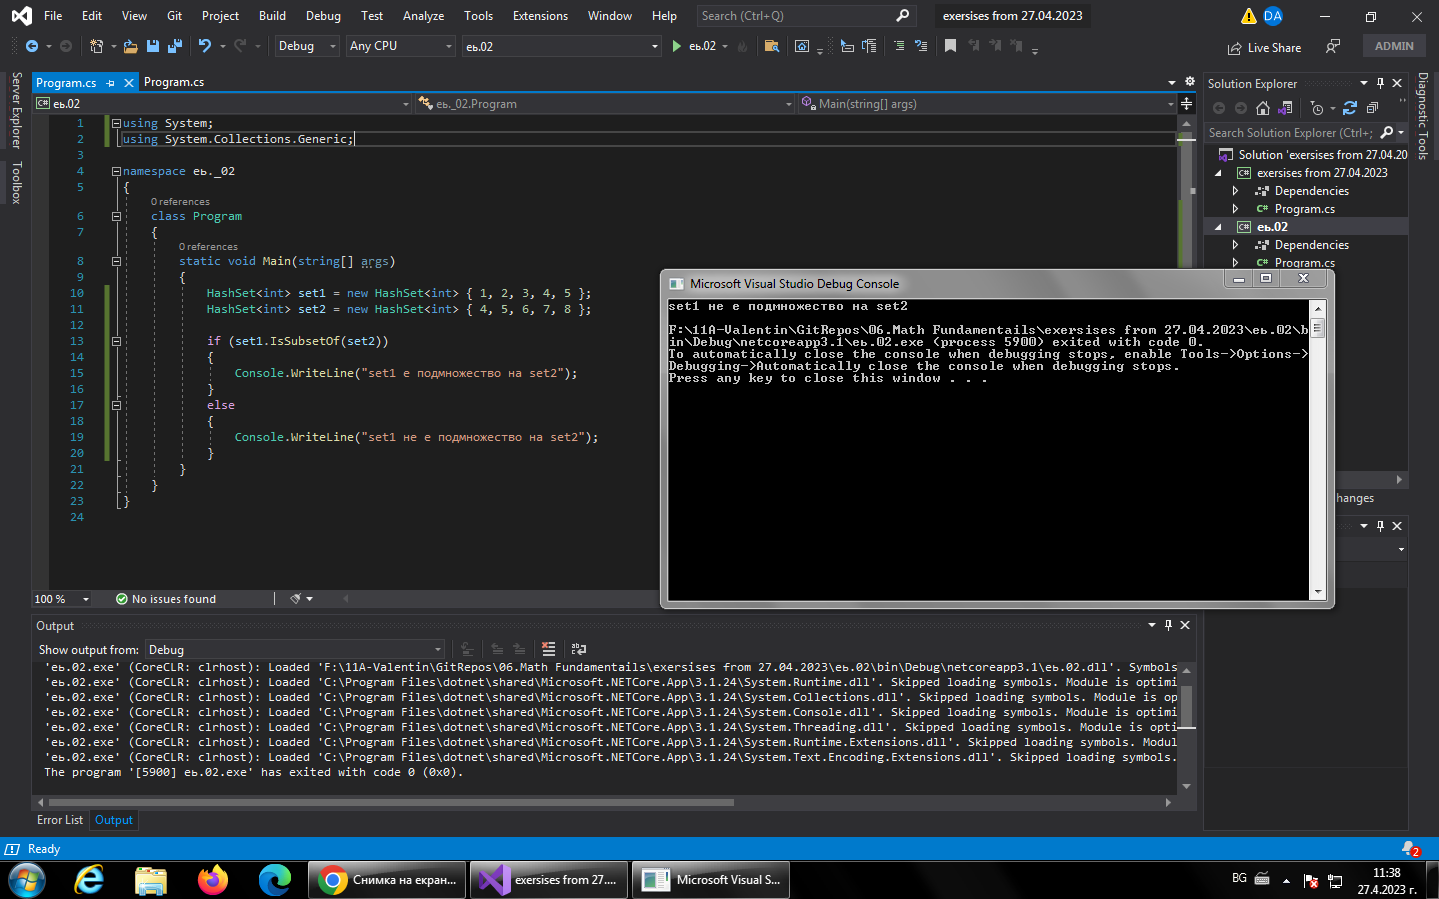 File Edit View Git Project Build Debug Test Analyze Tools Extensions Window Help Search (Ctrl+Q) exersises from 27.04.2023 DA
Debug Any CPU еь.02 еь.02 Live Share ADMIN
Server Explorer
Toolbox
Program.cs Program.cs
еь.02 еь._02.Program Main(string[] args)
1 using System;
2 using System.Collections.Generic;
3
4 namespace еь._02
5 {
0 references
6 class Program
7 {
0 references
8 static void Main(string[] args)
9 {
10 HashSet<int> set1 = new HashSet<int> { 1, 2, 3, 4, 5 };
11 HashSet<int> set2 = new HashSet<int> { 4, 5, 6, 7, 8 };
12
13 if (set1.IsSubsetOf(set2))
14 {
15 Console.WriteLine("set1 е подмножество на set2");
16 }
17 else
18 {
19 Console.WriteLine("set1 не е подмножество на set2");
20 }
21 }
22 }
23 }
24
100 % No issues found
Solution Explorer
Search Solution Explorer (Ctrl+;
Solution 'exersises from 27.04.20
exersises from 27.04.2023
Dependencies
Program.cs
еь.02
Dependencies
Program.cs
hanges
Diagnostic Tools
Microsoft Visual Studio Debug Console
set1 не е подмножество на set2
F:\11A-Valentin\GitRepos\06.Math Fundamentails\exersises from 27.04.2023\еь.02\b
in\Debug\netcoreapp3.1\еь.02.exe (process 5900) exited with code 0.
To automatically close the console when debugging stops, enable Tools->Options->
Debugging->Automatically close the console when debugging stops.
Press any key to close this window . . .
Output
Show output from: Debug
'еь.02.exe' (CoreCLR: clrhost): Loaded 'F:\11A-Valentin\GitRepos\06.Math Fundamentails\exersises from 27.04.2023\еь.02\bin\Debug\netcoreapp3.1\еь.02.dll'. Symbols
'еь.02.exe' (CoreCLR: clrhost): Loaded 'C:\Program Files\dotnet\shared\Microsoft.NETCore.App\3.1.24\System.Runtime.dll'. Skipped loading symbols. Module is optimi
'еь.02.exe' (CoreCLR: clrhost): Loaded 'C:\Program Files\dotnet\shared\Microsoft.NETCore.App\3.1.24\System.Collections.dll'. Skipped loading symbols. Module is op
'еь.02.exe' (CoreCLR: clrhost): Loaded 'C:\Program Files\dotnet\shared\Microsoft.NETCore.App\3.1.24\System.Console.dll'. Skipped loading symbols. Module is optimi
'еь.02.exe' (CoreCLR: clrhost): Loaded 'C:\Program Files\dotnet\shared\Microsoft.NETCore.App\3.1.24\System.Threading.dll'. Skipped loading symbols. Module is opti
'еь.02.exe' (CoreCLR: clrhost): Loaded 'C:\Program Files\dotnet\shared\Microsoft.NETCore.App\3.1.24\System.Runtime.Extensions.dll'. Skipped loading symbols. Modul
'еь.02.exe' (CoreCLR: clrhost): Loaded 'C:\Program Files\dotnet\shared\Microsoft.NETCore.App\3.1.24\System.Text.Encoding.Extensions.dll'. Skipped loading symbols.
The program '[5900] еь.02.exe' has exited with code 0 (0x0).
Error List Output
Ready 2
Снимка на екран... exersises from 27.... Microsoft Visual S... BG 11:38
27.4.2023 г.